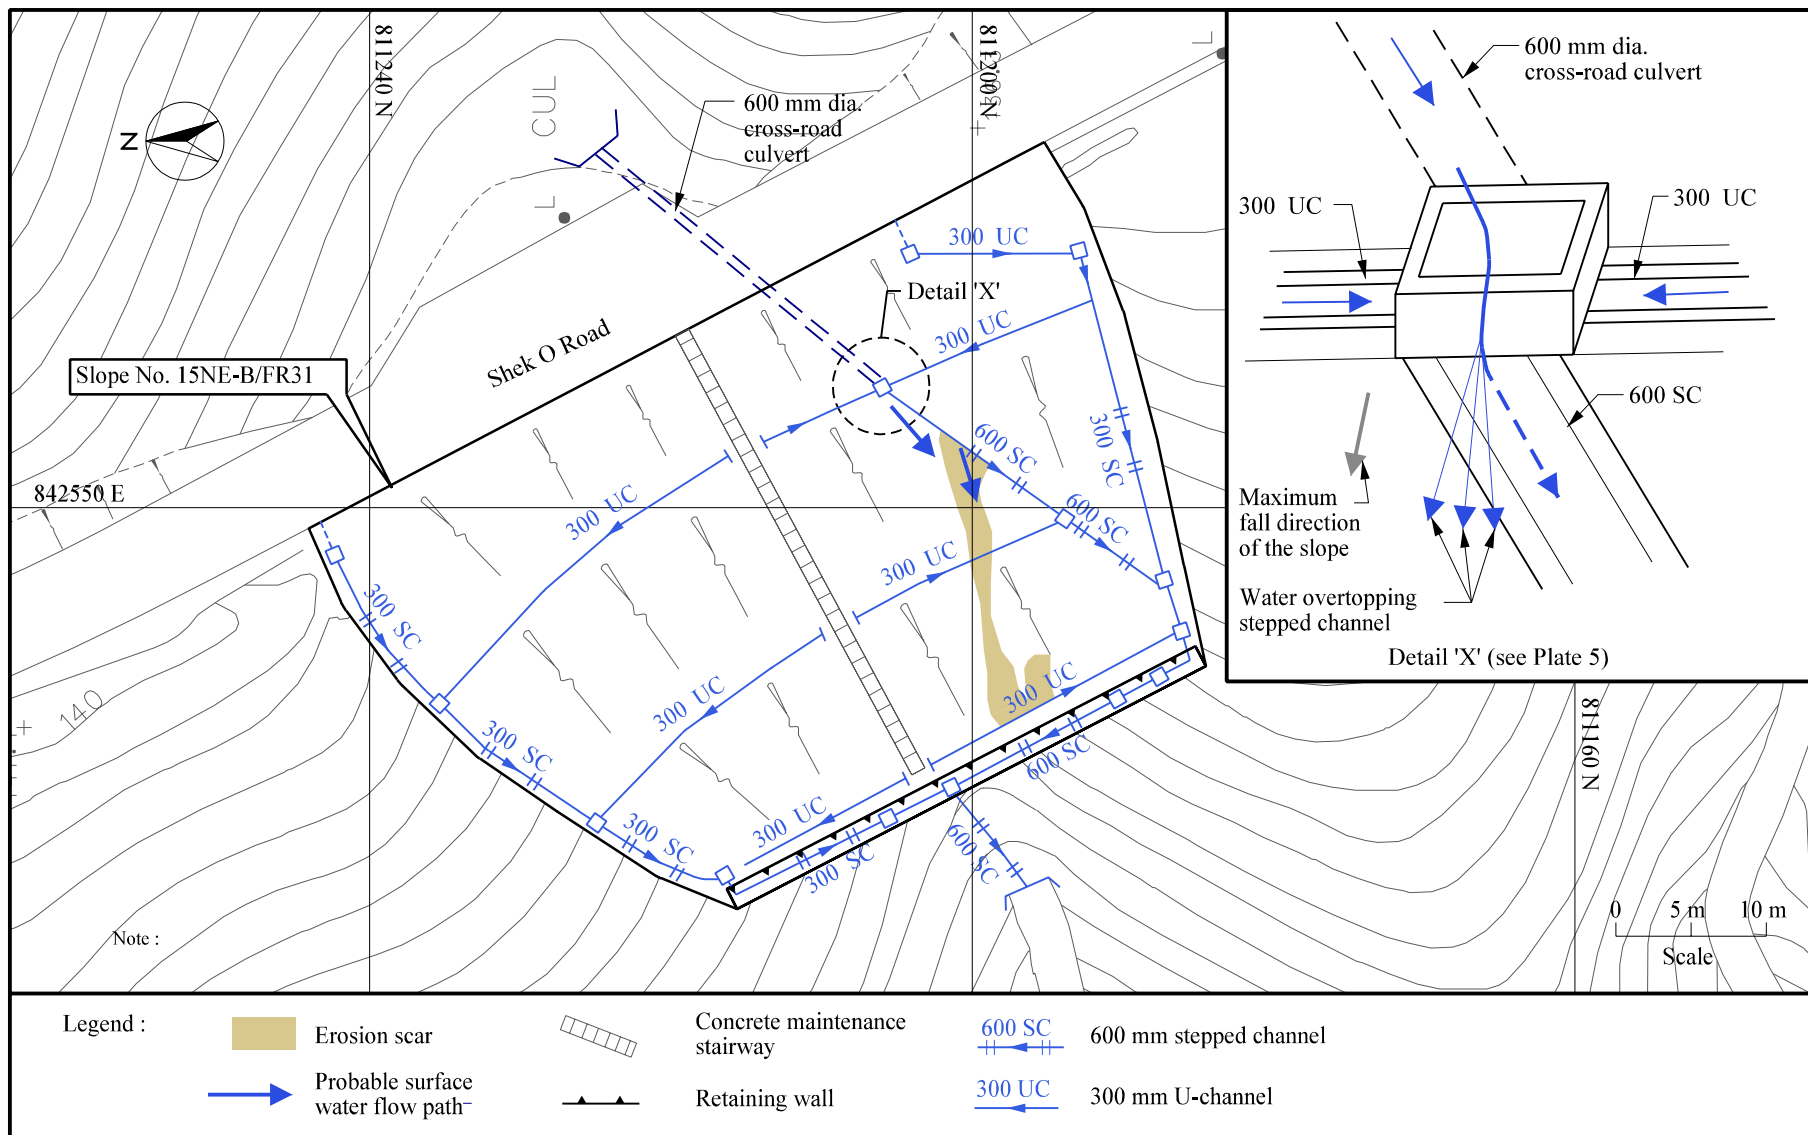 811240 N
811200 N
CUL
N
600 mm dia.
cross-road
culvert
300 UC
Detail 'X'
300 UC
Shek O Road
Slope No. 15NE-B/FR31
842550 E
600 SC
300 SC
300 UC
600 SC
300 UC
300 SC
300 UC
300 UC
140
300 SC
600 SC
300 UC
300 SC
300 SC
600 SC
811160 N
Note :
0 5 m 10 m
Scale
600 mm dia.
cross-road culvert
300 UC
300 UC
600 SC
Maximum
fall direction
of the slope
Water overtopping
stepped channel
Detail 'X' (see Plate 5)
Legend :
Erosion scar
Probable surface
water flow path
Concrete maintenance
stairway
Retaining wall
600 SC
600 mm stepped channel
300 UC
300 mm U-channel